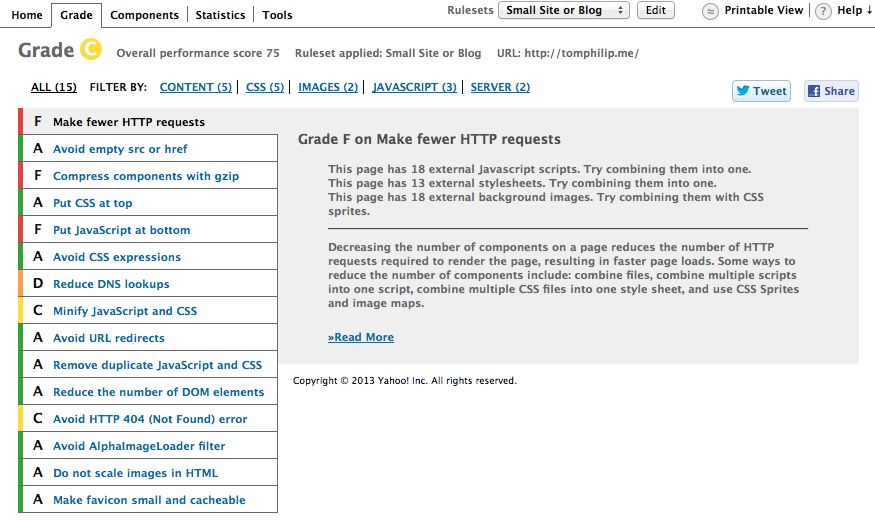 Home Grade Components Statistics Tools Rulesets Small Site or Blog Edit Printable View ? Help ↓
Grade C Overall performance score 75 Ruleset applied: Small Site or Blog URL: http://tomphilip.me/
ALL (15) FILTER BY: CONTENT (5) | CSS (5) | IMAGES (2) | JAVASCRIPT (3) | SERVER (2) Tweet Share
F Make fewer HTTP requests
A Avoid empty src or href
F Compress components with gzip
A Put CSS at top
F Put JavaScript at bottom
A Avoid CSS expressions
D Reduce DNS lookups
C Minify JavaScript and CSS
A Avoid URL redirects
A Remove duplicate JavaScript and CSS
A Reduce the number of DOM elements
C Avoid HTTP 404 (Not Found) error
A Avoid AlphaImageLoader filter
A Do not scale images in HTML
A Make favicon small and cacheable
Grade F on Make fewer HTTP requests
This page has 18 external Javascript scripts. Try combining them into one.
This page has 13 external stylesheets. Try combining them into one.
This page has 18 external background images. Try combining them with CSS
sprites.
Decreasing the number of components on a page reduces the number of HTTP
requests required to render the page, resulting in faster page loads. Some ways to
reduce the number of components include: combine files, combine multiple scripts
into one script, combine multiple CSS files into one style sheet, and use CSS Sprites
and image maps.
»Read More
Copyright © 2013 Yahoo! Inc. All rights reserved.